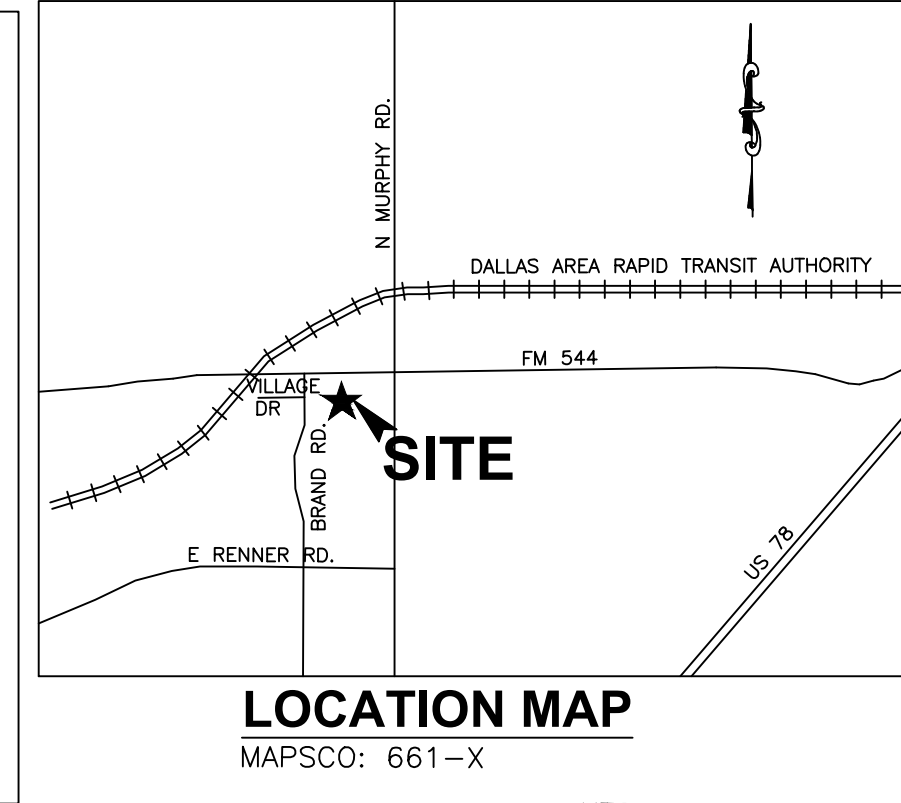 N MURPHY RD.
DALLAS AREA RAPID TRANSIT AUTHORITY
FM 544
VILLAGE
DR
SITE
BRAND RD.
E RENNER RD.
US 78
LOCATION MAP
MAPSCO: 661-X